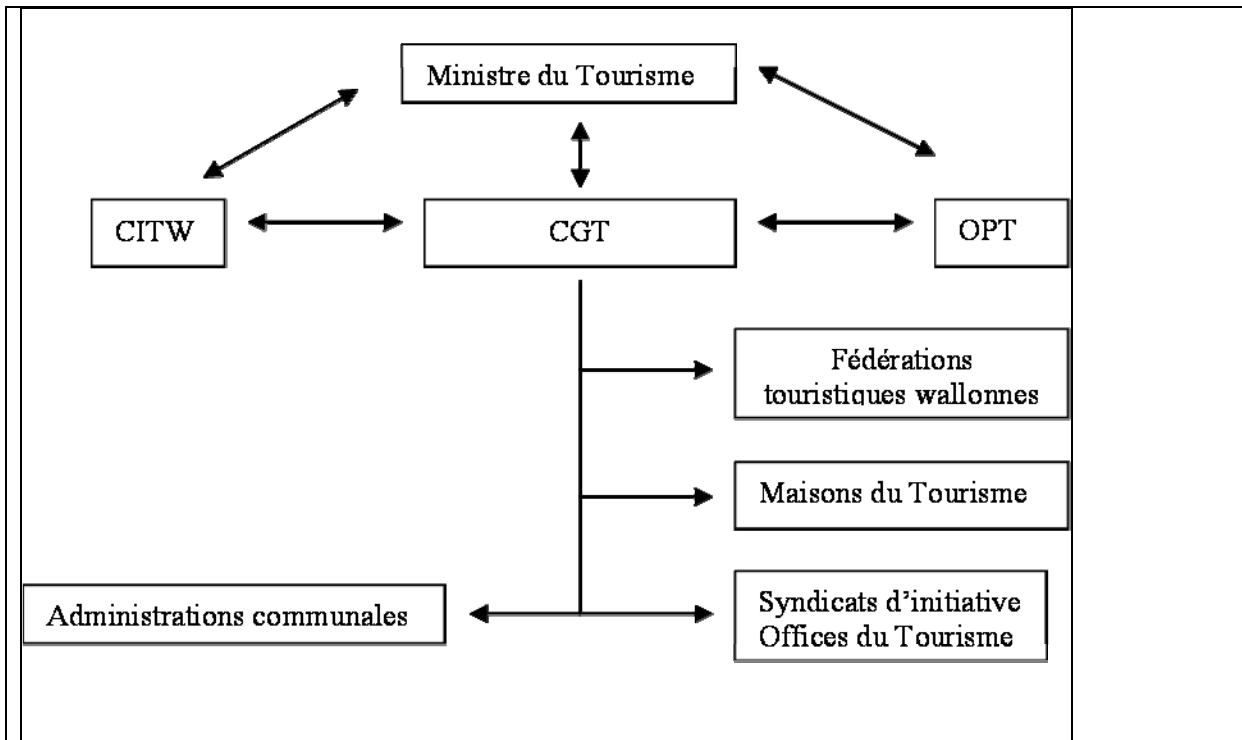 Ministre du Tourisme
CITW
CGT
OPT
Fédérations
touristiques wallonnes
Maisons du Tourisme
Administrations communales
Syndicats d'initiative
Offices du Tourisme